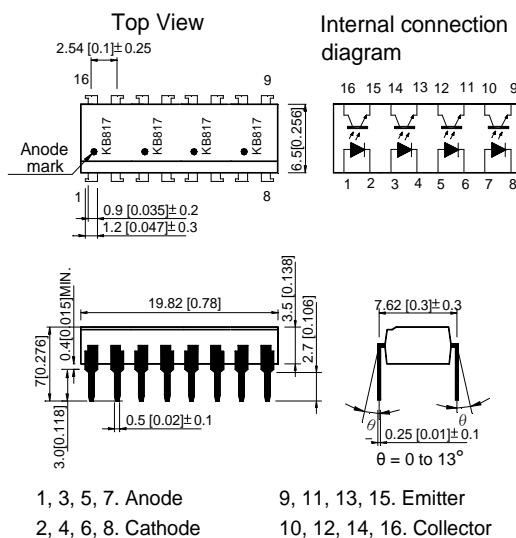 Top View
2.54 [0.1]± 0.25
16
9
KB817
KB817
KB817
KB817
Anode
mark
6.5[0.256]
1
8
0.9 [0.035]± 0.2
1.2 [0.047]± 0.3
Internal connection
diagram
16 15 14 13 12 11 10 9
1 2 3 4 5 6 7 8
19.82 [0.78]
3.5 [0.138]
2.7 [0.106]
0.4[0.015]MIN.
7[0.276]
3.0[0.118]
0.5 [0.02]± 0.1
7.62 [0.3]± 0.3
θ
θ
0.25 [0.01]± 0.1
θ = 0 to 13°
1, 3, 5, 7. Anode
2, 4, 6, 8. Cathode
9, 11, 13, 15. Emitter
10, 12, 14, 16. Collector